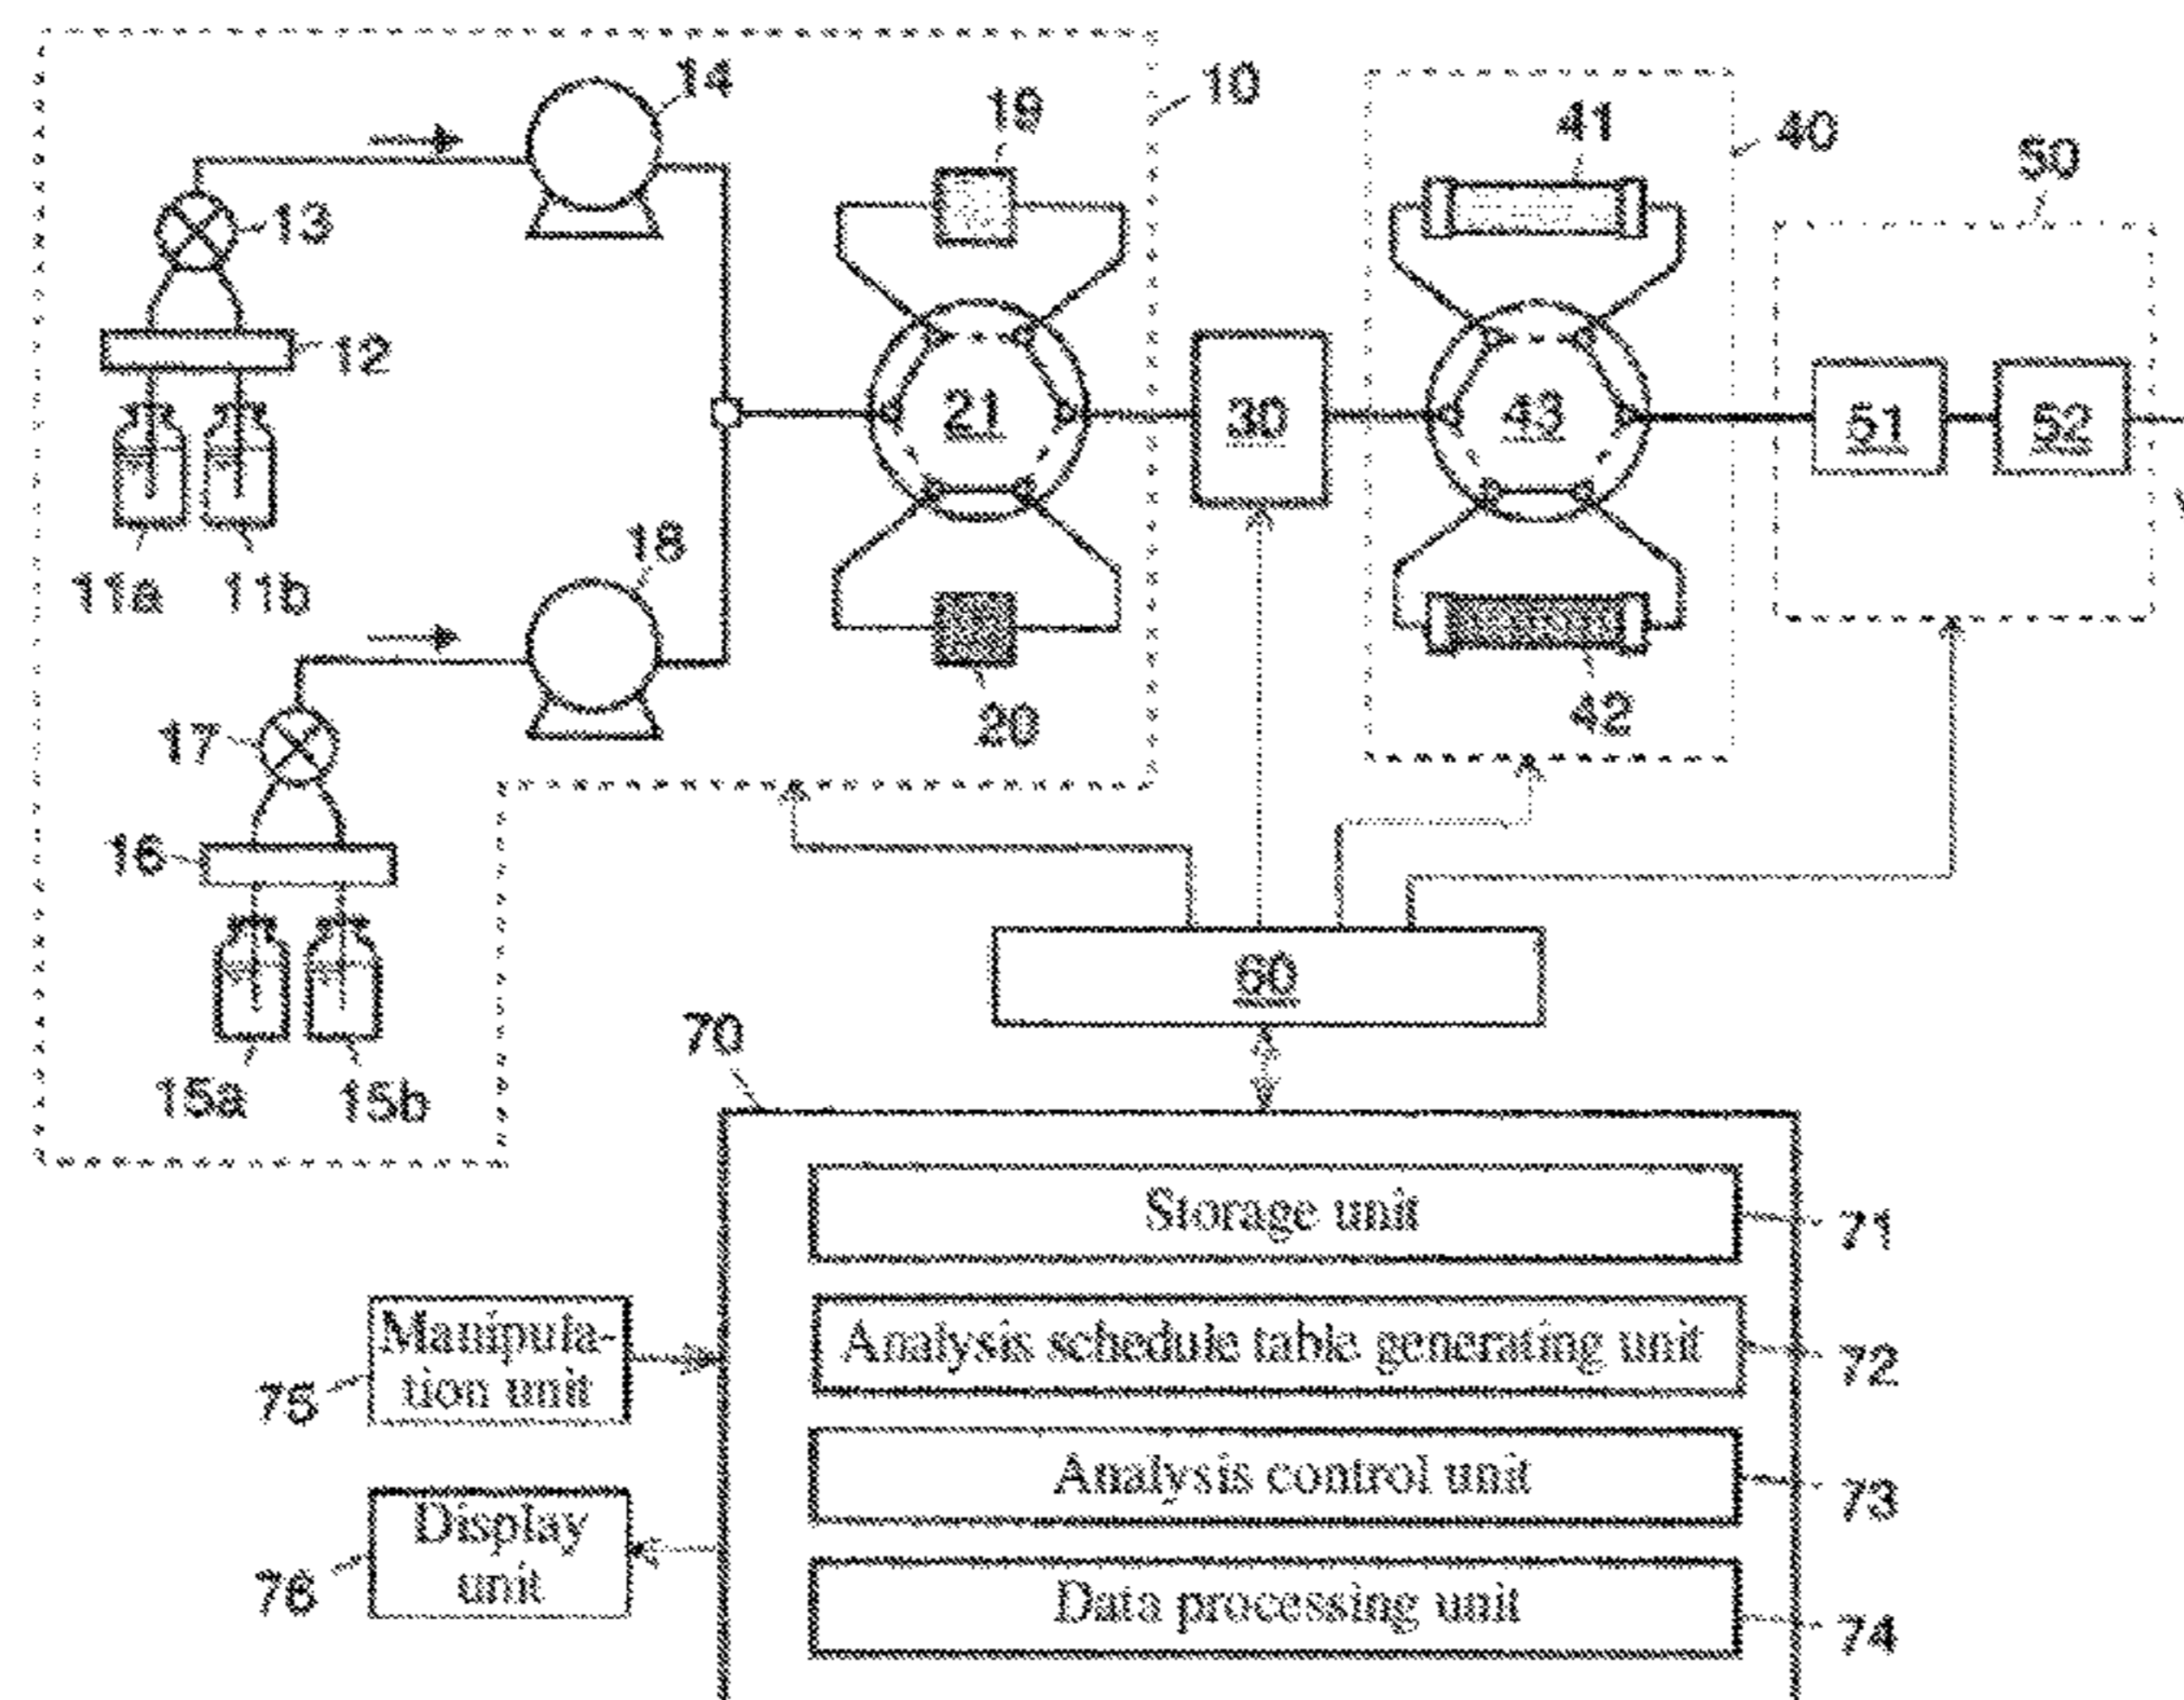 14
10
19
41
40
50
13
12
21
30
43
51
52
11a
11b
18
17
20
42
16
60
15a
15b
70
Storage unit
71
Analysis schedule table generating unit
72
Manipula-
tion unit
75
Analysis control unit
73
Display
unit
76
Data processing unit
74